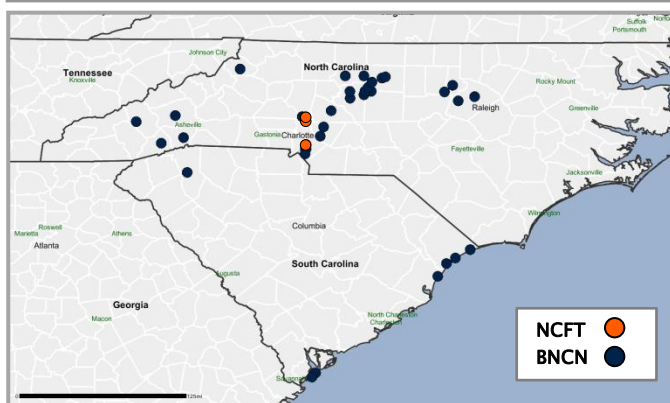 Suffolk
Portsmouth
Johnson City
North Carolina
Tennessee
Knoxville
Rocky Mount
Raleigh
Greenville
Asheville
Gastonia
Charlotte
Fayetteville
Jacksonville
Wilmington
Columbia
Roswell
Marietta
Athens
Atlanta
South Carolina
Augusta
Georgia
Macon
North Charleston
Charleston
NCFT
BNCN
Savannah
125mi